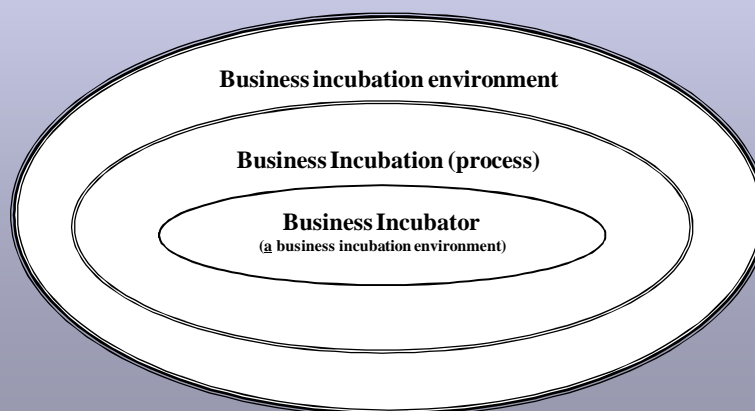 Business incubation environment
Business Incubation (process)
Business Incubator
(a business incubation environment)